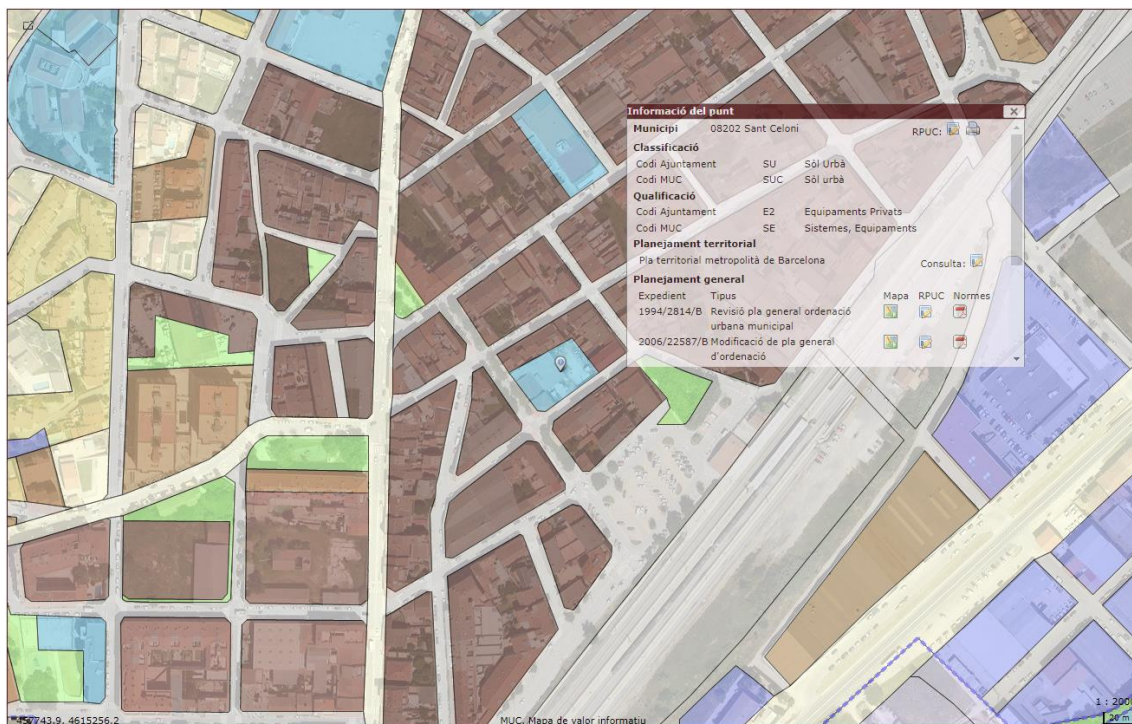 Informació del punt
Municipi 08202 Sant Celoni RPUC:
Classificació
Codi Ajuntament SU Sòl Urbà
Codi MUC SUC Sòl urbà
Qualificació
Codi Ajuntament E2 Equipaments Privats
Codi MUC SE Sistemes, Equipaments
Planejament territorial
Pla territorial metropolità de Barcelona Consulta:
Planejament general
Expedient Tipus Mapa RPUC Normes
1994/2814/B Revisió pla general ordenació
urbana municipal
2006/22587/B Modificació de pla general
d'ordenació
1 : 200
457743.9, 4615256.2 MUC. Mapa de valor informatiu 20 m